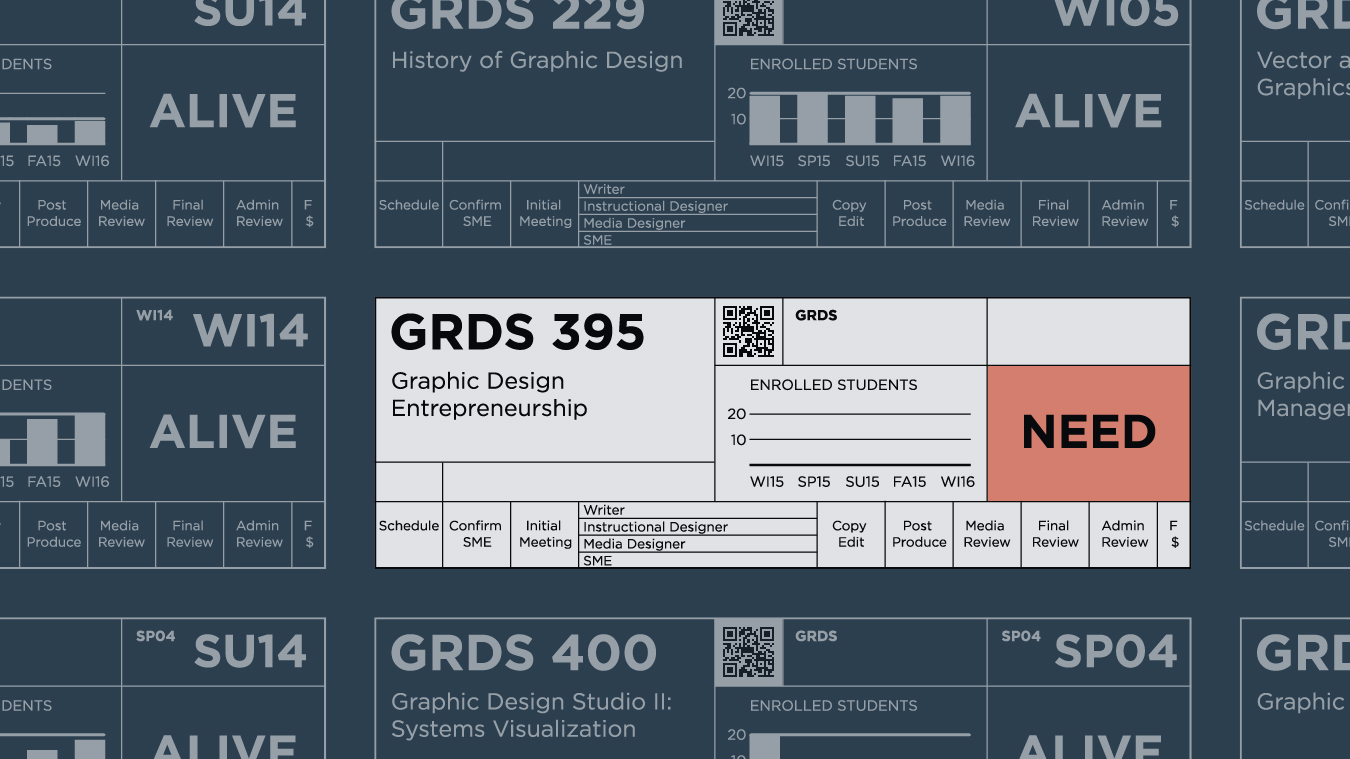 SU14
DENTS
ALIVE
15 FA15 WI16
Post
Produce
Media
Review
Final
Review
Admin
Review
F
$
GRDS 229
History of Graphic Design
WI05
ENROLLED STUDENTS
20
10
WI15 SP15 SU15 FA15 WI16
ALIVE
Schedule
Confirm
SME
Initial
Meeting
Writer
Instructional Designer
Media Designer
SME
Copy
Edit
Post
Produce
Media
Review
Final
Review
Admin
Review
F
$
GRD
Vector a
Graphics
Schedule
Confi
SM
WI14 WI14
DENTS
ALIVE
FA15 WI16
Post
Produce
Media
Review
Final
Review
Admin
Review
F
$
GRDS 395
Graphic Design
Entrepreneurship
GRDS
ENROLLED STUDENTS
20
10
WI15 SP15 SU15 FA15 WI16
NEED
Schedule
Confirm
SME
Initial
Meeting
Writer
Instructional Designer
Media Designer
SME
Copy
Edit
Post
Produce
Media
Review
Final
Review
Admin
Review
F
$
GRD
Graphic
Manager
Schedule
Confi
SM
SP04 SU14
DENTS
ALIVE
GRDS 400
Graphic Design Studio II:
Systems Visualization
GRDS
SP04 SP04
ENROLLED STUDENTS
20
ALIVE
GRD
Graphic